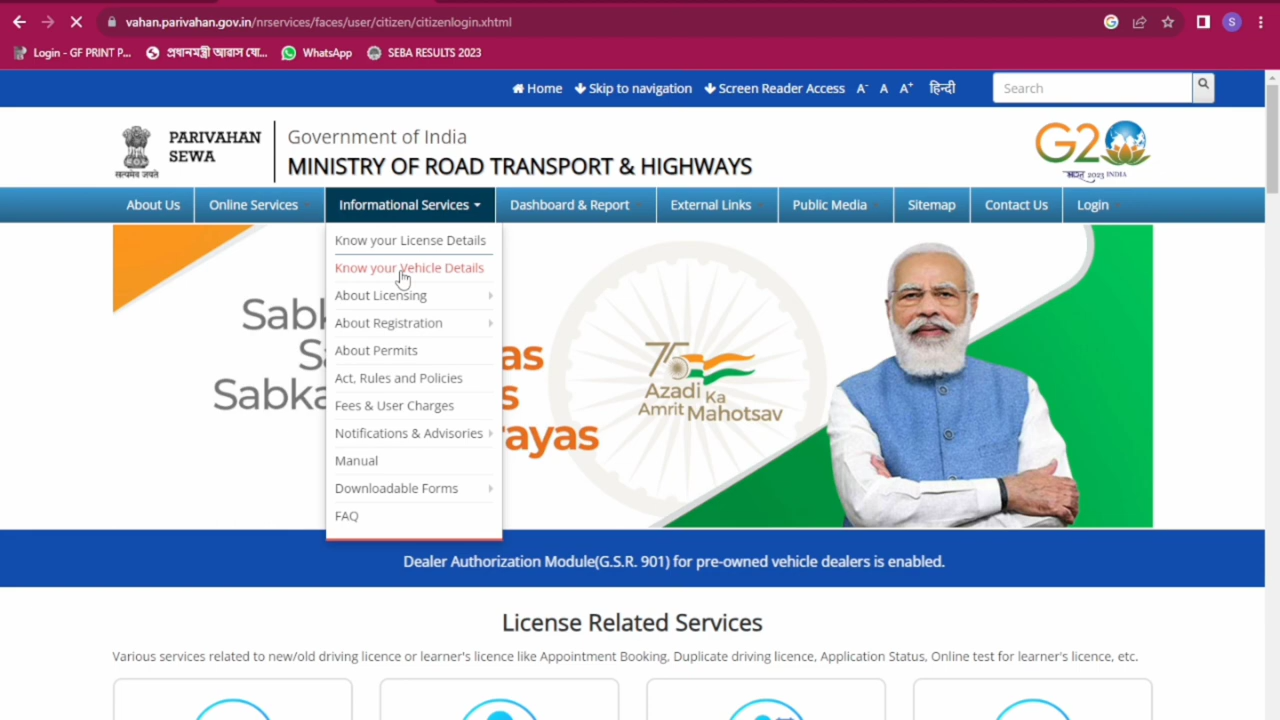 vahan.parivahan.gov.in/nrservices/faces/user/citizen/citizenlogin.xhtml
G
S
Login - GF PRINT P...
প্ৰধানমন্ত্ৰী আৱাস যো...
WhatsApp
SEBA RESULTS 2023
Home
Skip to navigation
Screen Reader Access
A-
A
A+
हिन्दी
Search
सत्यमेव जयते
PARIVAHAN
SEWA
Government of India
MINISTRY OF ROAD TRANSPORT & HIGHWAYS
G20
भारत 2023 INDIA
About Us
Online Services
Informational Services
Dashboard & Report
External Links
Public Media
Sitemap
Contact Us
Login
Know your License Details
Know your Vehicle Details
About Licensing
About Registration
About Permits
Act, Rules and Policies
Fees & User Charges
Notifications & Advisories
Manual
Downloadable Forms
FAQ
75
Azadi Ka
Amrit Mahotsav
Dealer Authorization Module(G.S.R. 901) for pre-owned vehicle dealers is enabled.
License Related Services
Various services related to new/old driving licence or learner's licence like Appointment Booking, Duplicate driving licence, Application Status, Online test for learner's licence, etc.